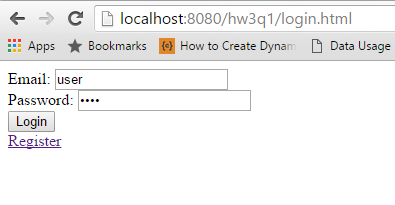 localhost:8080/hw3q1/login.html
Apps Bookmarks How to Create Dynam Data Usage
Email: user
Password: ••••
Login
Register